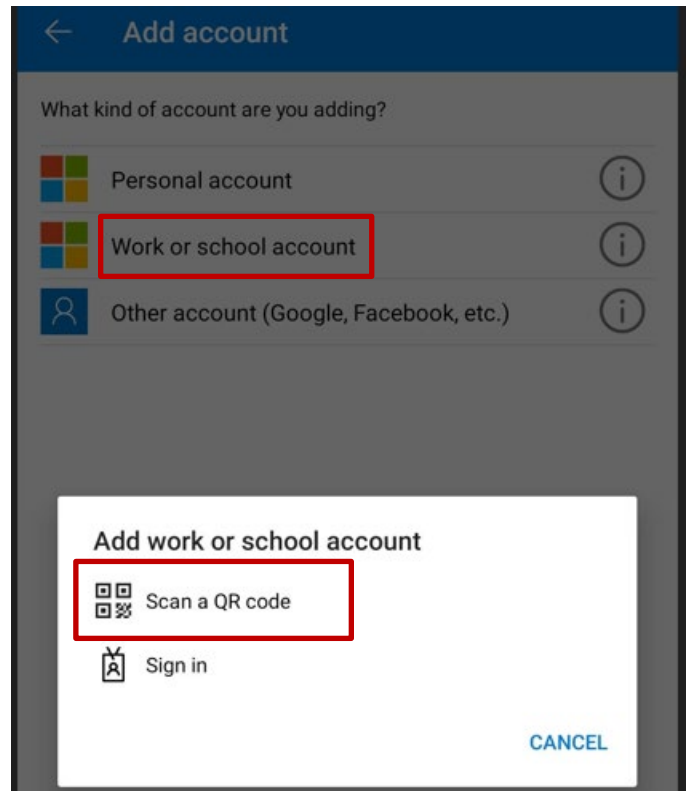 Add account
What kind of account are you adding?
Personal account
Work or school account
Other account (Google, Facebook, etc.)
Add work or school account
Scan a QR code
Sign in
CANCEL